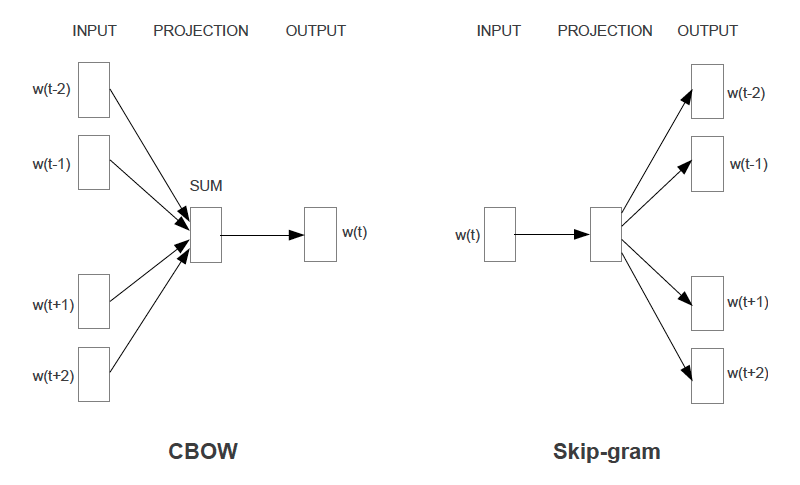 INPUT PROJECTION OUTPUT
w(t-2)
w(t-1)
SUM
w(t)
w(t+1)
w(t+2)
CBOW
INPUT PROJECTION OUTPUT
w(t-2)
w(t-1)
w(t)
w(t+1)
w(t+2)
Skip-gram